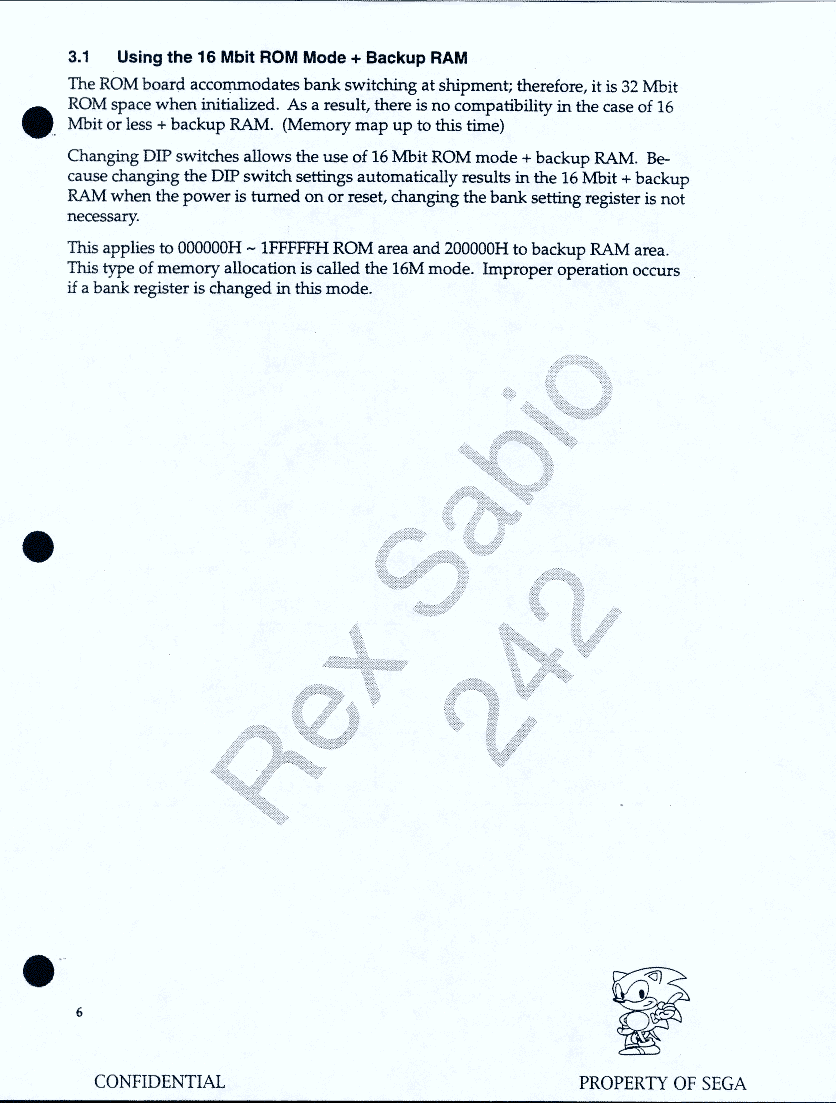 3.1 Using the 16 Mbit ROM Mode + Backup RAM
The ROM board accommodates bank switching at shipment; therefore, it is 32 Mbit
ROM space when initialized. As a result, there is no compatibility in the case of 16
Mbit or less + backup RAM. (Memory map up to this time)
Changing DIP switches allows the use of 16 Mbit ROM mode + backup RAM. Be-
cause changing the DIP switch settings automatically results in the 16 Mbit + backup
RAM when the power is turned on or reset, changing the bank setting register is not
necessary.
This applies to 000000H ~ 1FFFFFH ROM area and 200000H to backup RAM area.
This type of memory allocation is called the 16M mode. Improper operation occurs
if a bank register is changed in this mode.
Rex Sabio
242
6
CONFIDENTIAL
PROPERTY OF SEGA